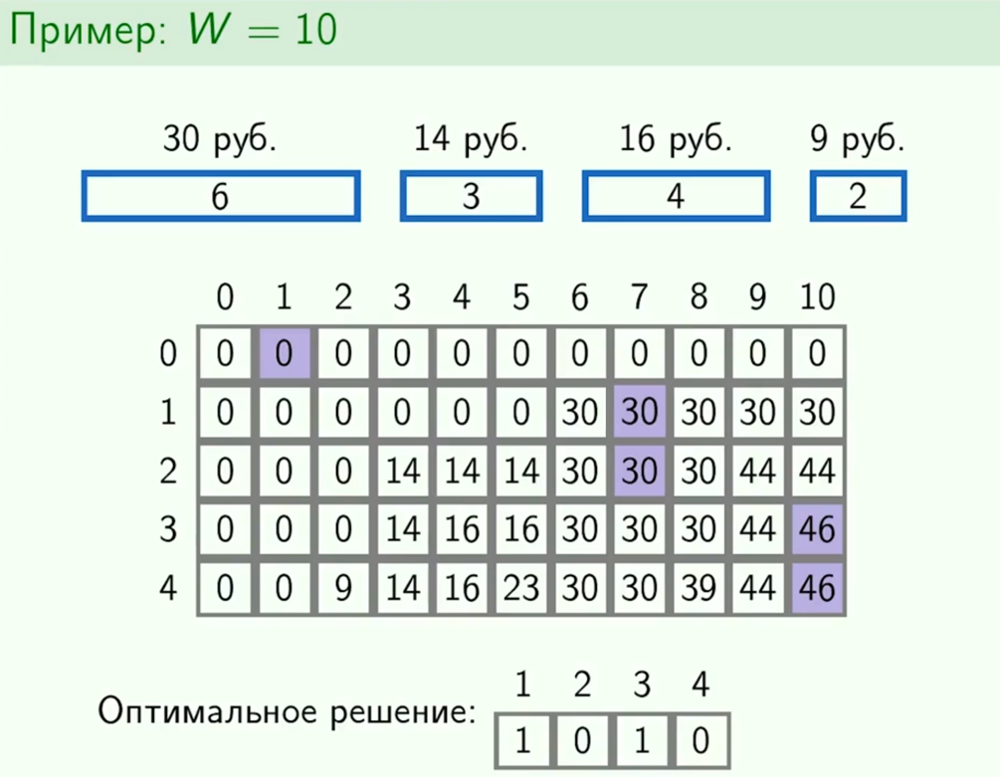 Пример: W = 10
30 руб. 14 руб. 16 руб. 9 руб.
6 3 4 2
0 1 2 3 4 5 6 7 8 9 10
0 0 0 0 0 0 0 0 0 0 0 0
1 0 0 0 0 0 0 30 30 30 30 30
2 0 0 0 14 14 14 30 30 30 44 44
3 0 0 0 14 16 16 30 30 30 44 46
4 0 0 9 14 16 23 30 30 39 44 46
1 2 3 4
Оптимальное решение: 1 0 1 0